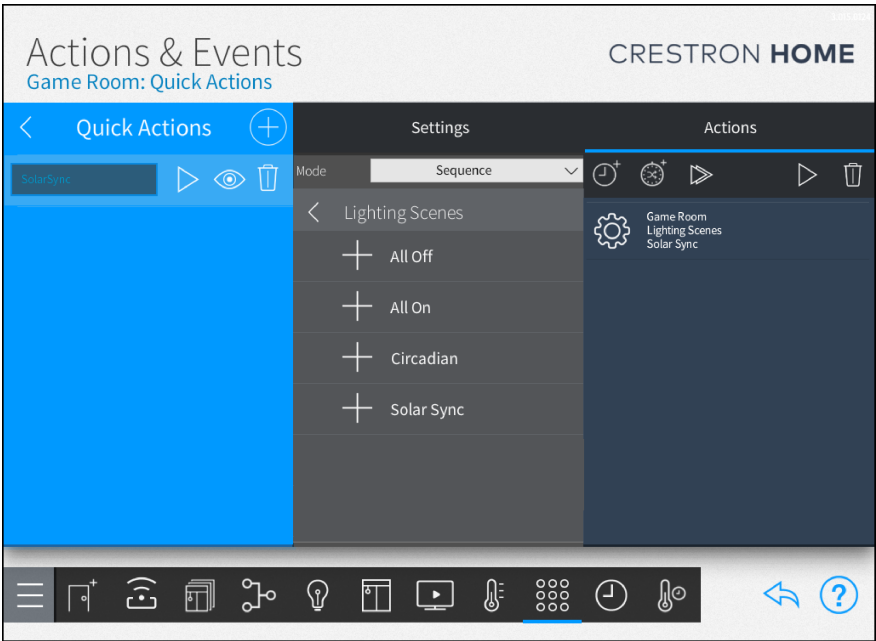 Actions & Events
CRESTRON HOME
Game Room: Quick Actions
Quick Actions
Settings
Actions
SolarSync
Mode
Sequence
Lighting Scenes
All Off
All On
Circadian
Solar Sync
Game Room
Lighting Scenes
Solar Sync
?